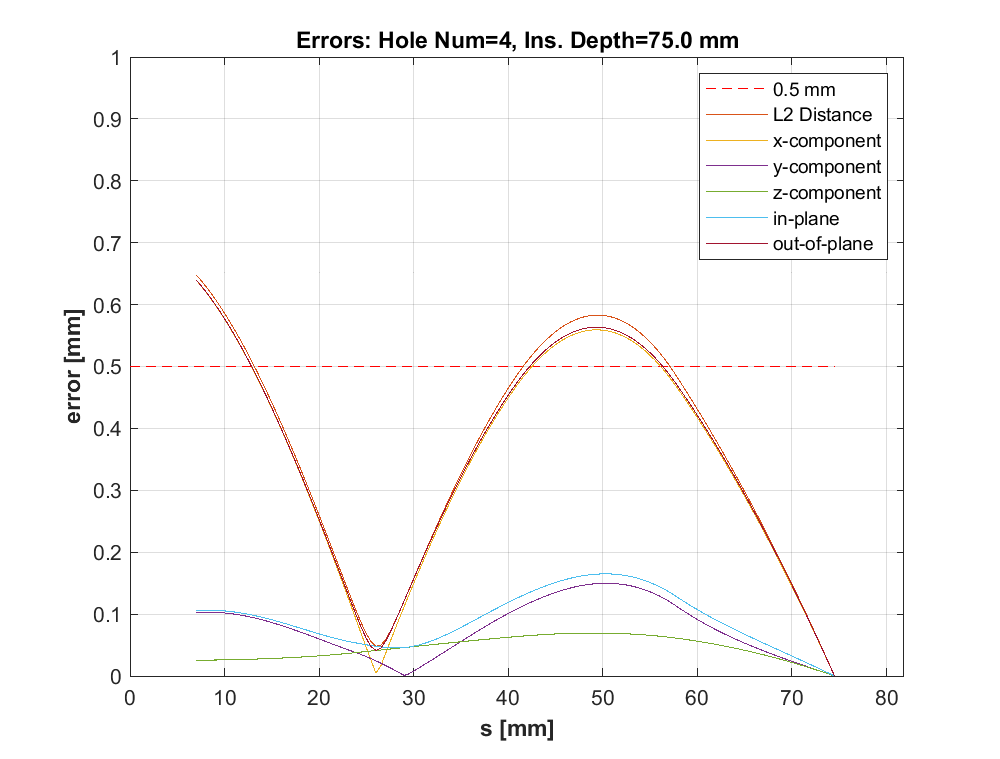 Errors: Hole Num=4, Ins. Depth=75.0 mm
1
0.9
0.8
0.7
0.6
0.5
0.4
0.3
0.2
0.1
0
error [mm]
0.5 mm
L2 Distance
x-component
y-component
z-component
in-plane
out-of-plane
0 10 20 30 40 50 60 70 80
s [mm]